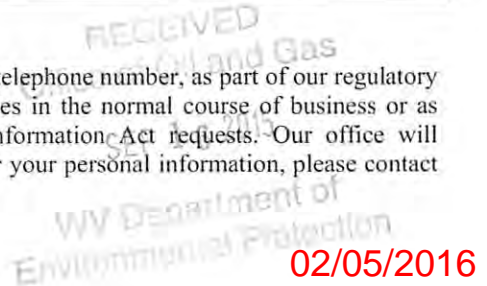 RECEIVED
Office of Oil and Gas
telephone number, as part of our regulatory
es in the normal course of business or as
nformation Act requests. Our office will
r your personal information, please contact
WV Department of
Environmental Protection
02/05/2016